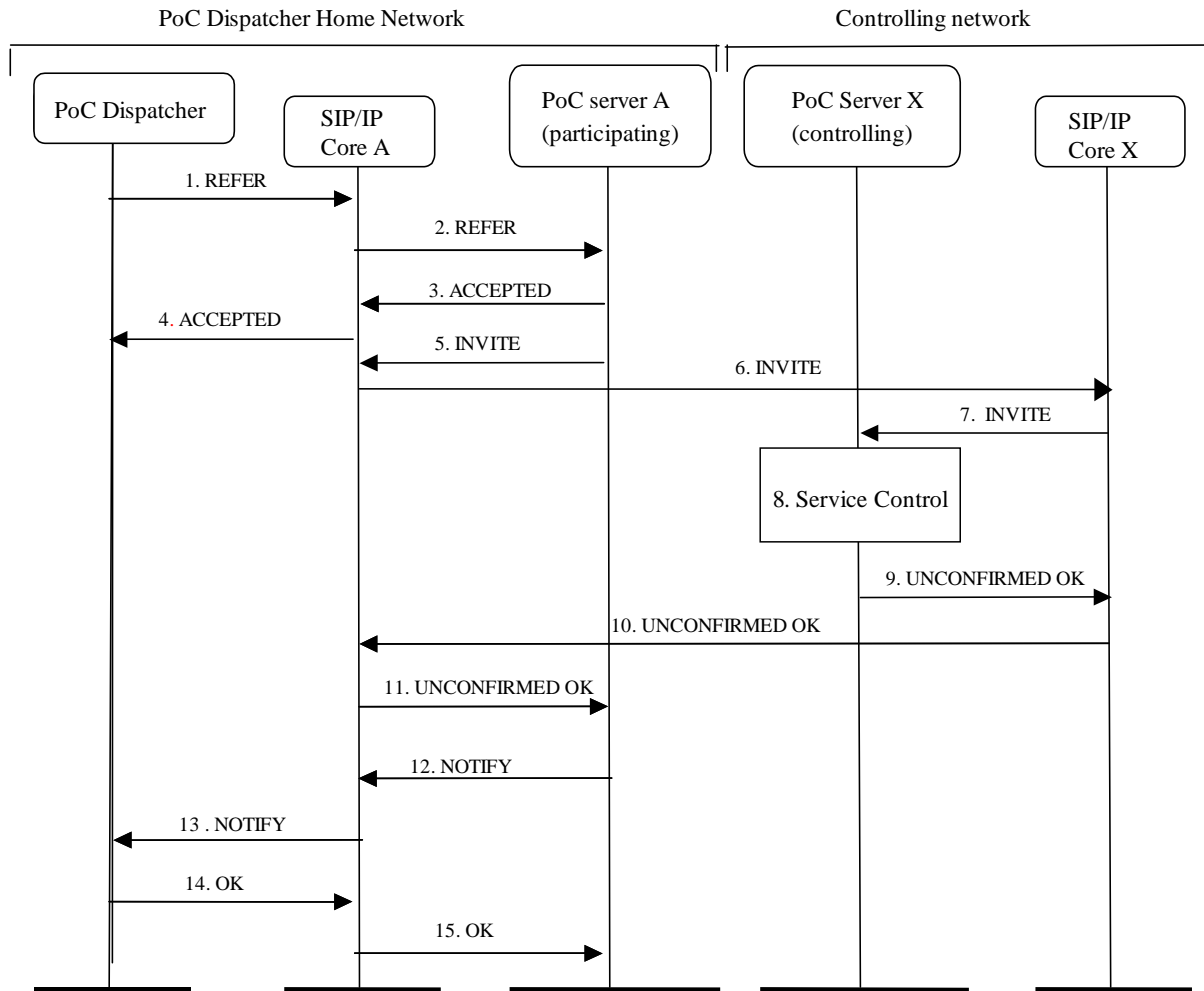 PoC Dispatcher Home Network
Controlling network
PoC Dispatcher
SIP/IP
Core A
PoC server A
(participating)
PoC Server X
(controlling)
SIP/IP
Core X
1. REFER
2. REFER
3. ACCEPTED
4. ACCEPTED
5. INVITE
6. INVITE
7. INVITE
8. Service Control
9. UNCONFIRMED OK
10. UNCONFIRMED OK
11. UNCONFIRMED OK
12. NOTIFY
13 . NOTIFY
14. OK
15. OK